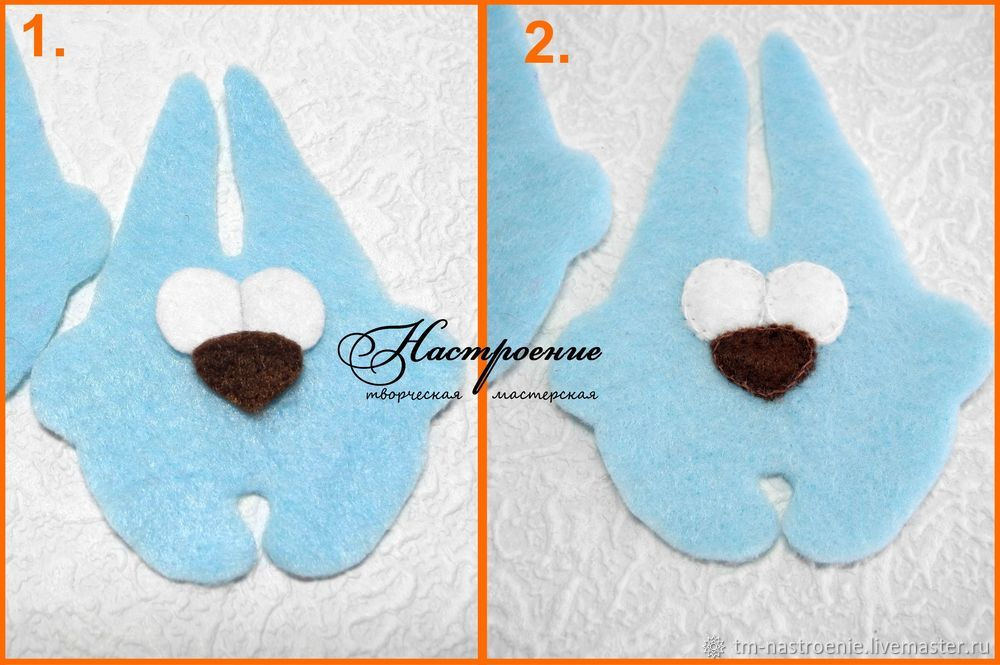 1.
2.
Настроение
творческая мастерская
tm-nastroenie.livemaster.ru